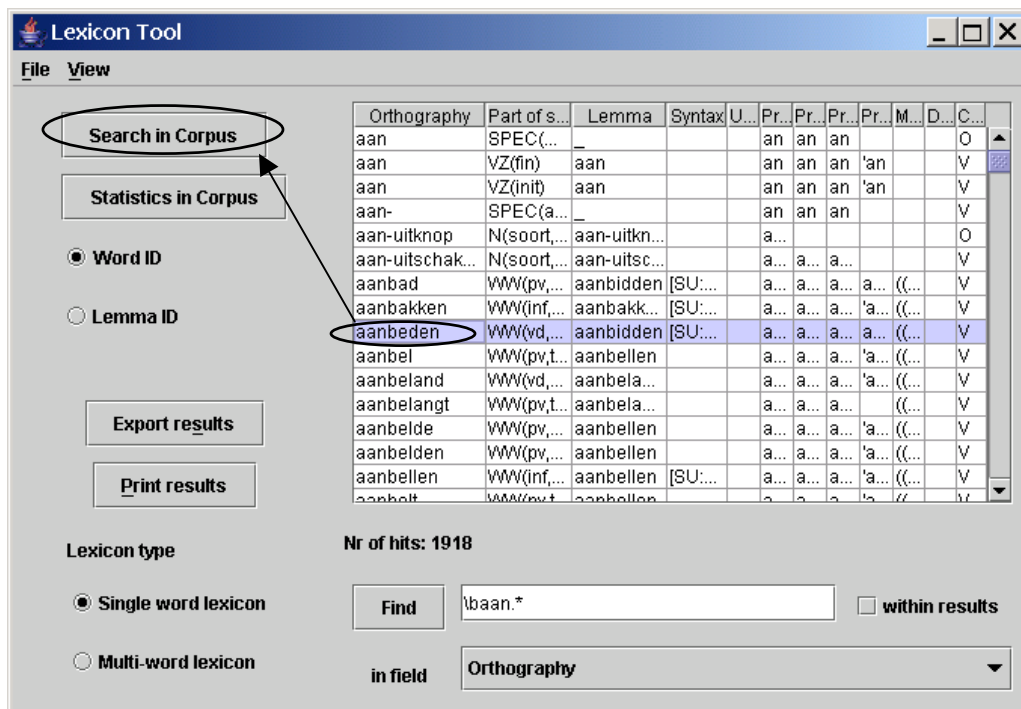 Lexicon Tool
File View
Search in Corpus
Statistics in Corpus
Word ID
Lemma ID
Export results
Print results
Orthography Part of s... Lemma Syntax U... Pr... Pr... Pr... Pr... M... D... C...
aan SPEC(... _ an an an O
aan VZ(fin) aan an an an 'an V
aan VZ(init) aan an an an 'an V
aan- SPEC(a... _ an an an V
aan-uitknop N(soort,... aan-uitkn... a... O
aan-uitschak... N(soort,... aan-uitsc... a... a... a... V
aanbad WW(pv,... aanbidden [SU:... a... a... a... a... ((... V
aanbakken WW(inf,... aanbakk... [SU:... a... a... a... 'a... ((... V
aanbeden WW(vd,... aanbidden [SU:... a... a... a... a... ((... V
aanbel WW(pv,t... aanbellen a... a... a... 'a... ((... V
aanbeland WW(vd,... aanbela... a... a... a... 'a... ((... V
aanbelangt WW(pv,t... aanbela... a... a... a... ((... V
aanbelde WW(pv,... aanbellen a... a... a... 'a... ((... V
aanbelden WW(pv,... aanbellen a... a... a... 'a... ((... V
aanbellen WW(inf,... aanbellen [SU:... a... a... a... 'a... ((... V
aanbelt WW(pv,t... aanbellen a... a... a... 'a... ((... V
Nr of hits: 1918
Lexicon type
Single word lexicon
Multi-word lexicon
Find \baan.* within results
in field Orthography